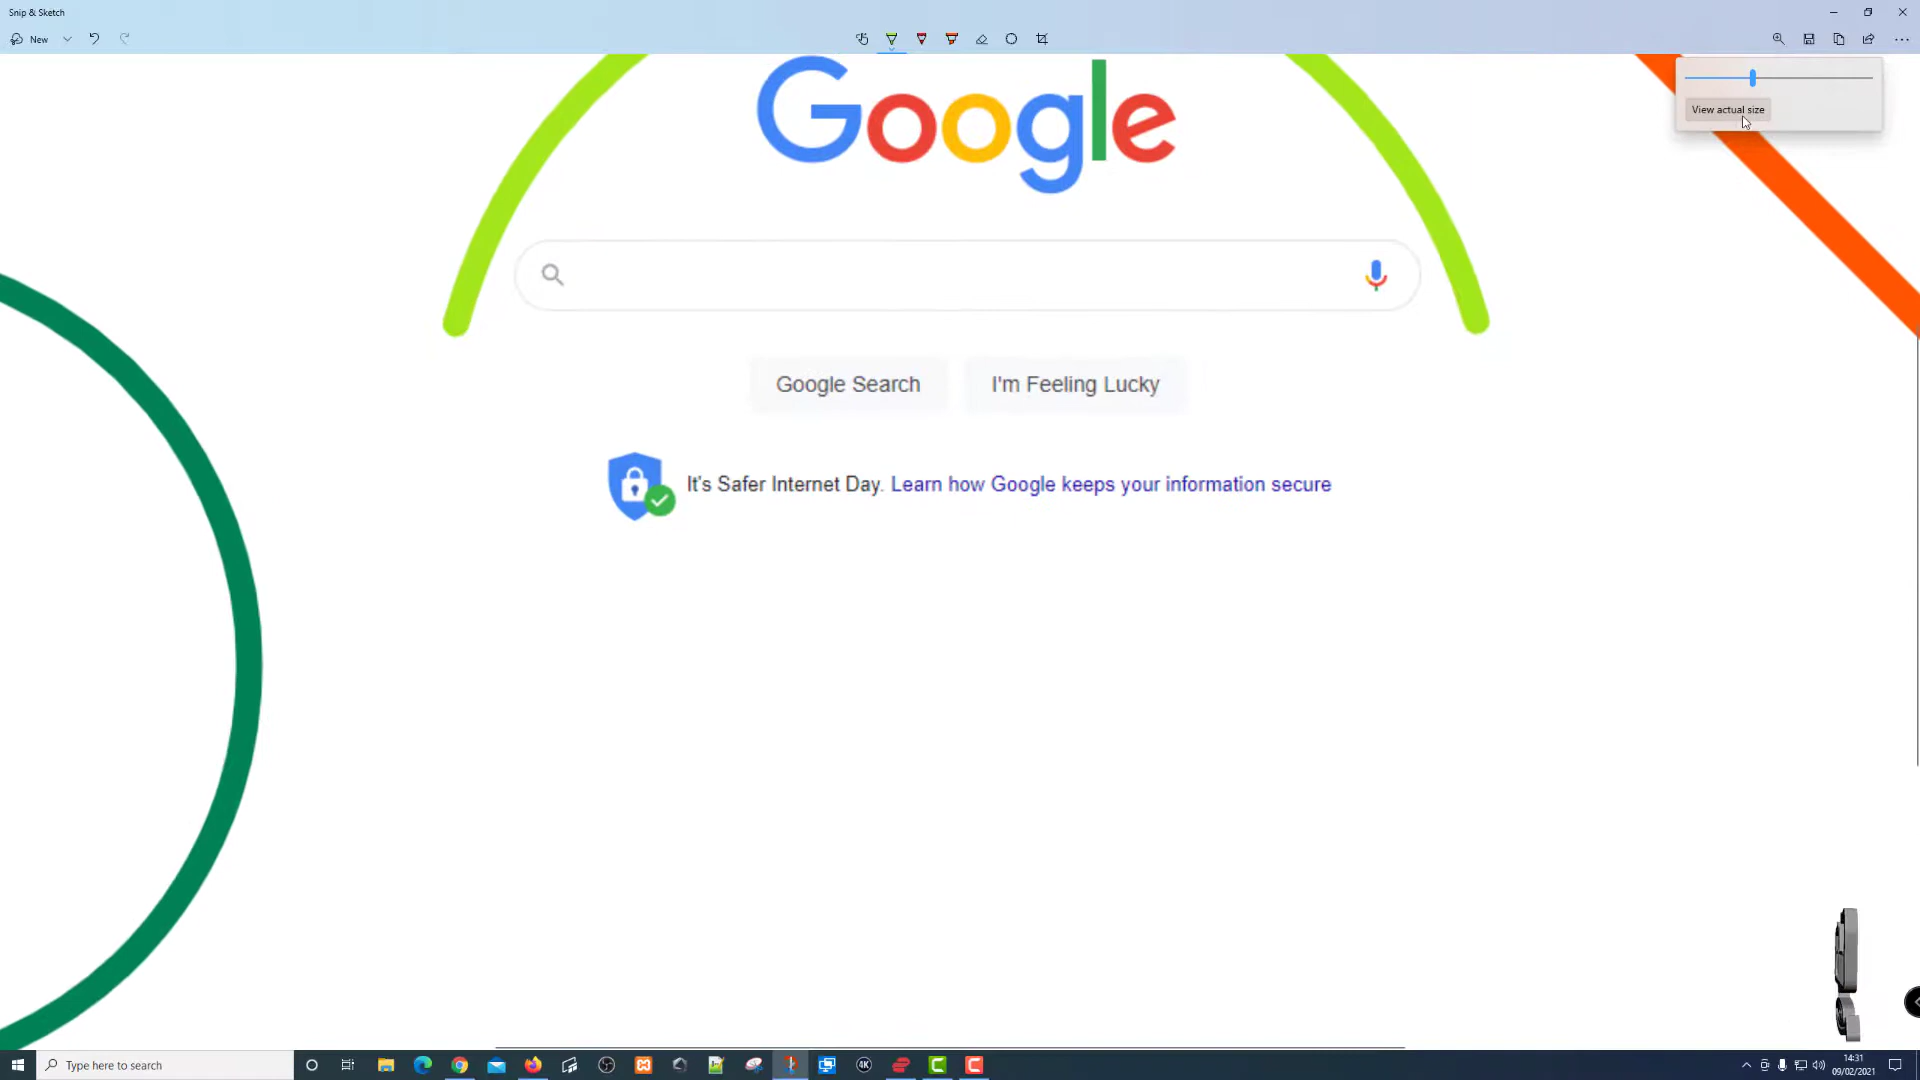 Snip & Sketch
New
View actual size
Google
Google Search
I'm Feeling Lucky
It's Safer Internet Day. Learn how Google keeps your information secure
Type here to search
4K
14:31
09/02/2021